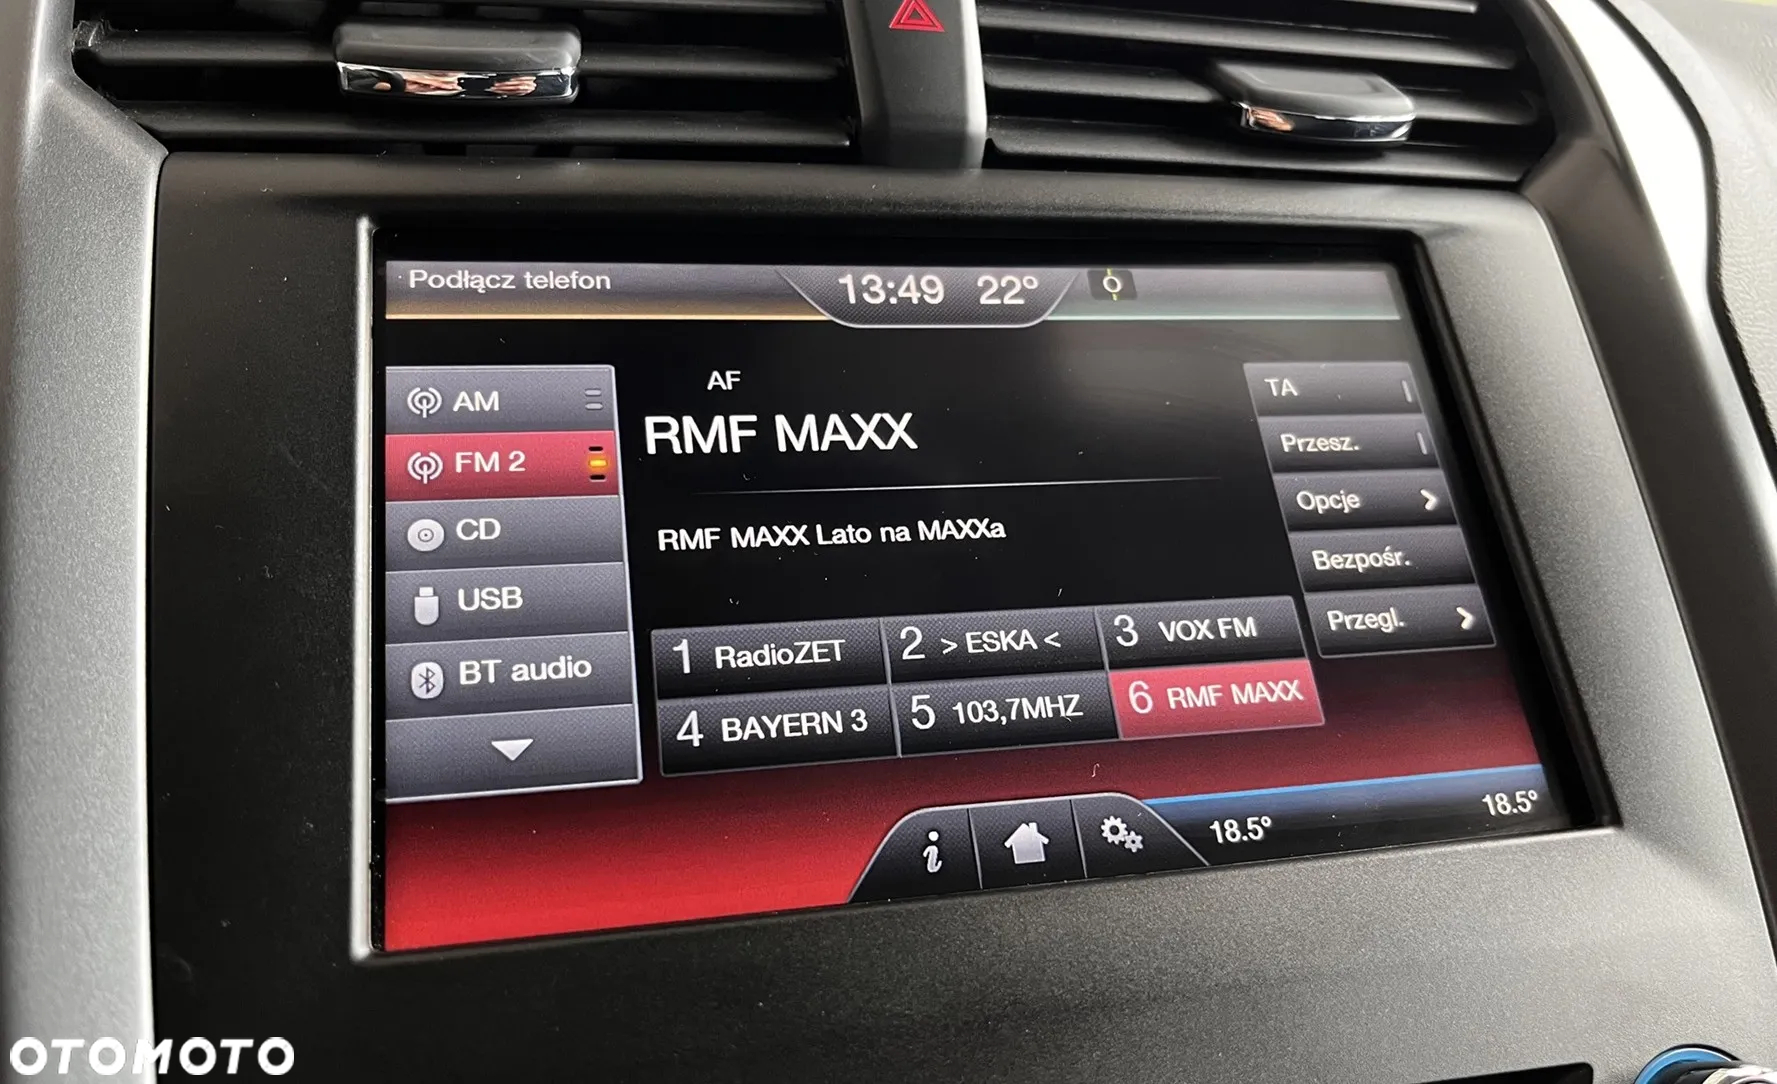 Podłącz telefon
13:49 22°
AM
FM 2
CD
USB
BT audio
AF
RMF MAXX
RMF MAXX Lato na MAXXa
1 RadioZET
2 > ESKA <
3 VOX FM
4 BAYERN 3
5 103,7MHZ
6 RMF MAXX
TA
Przesz.
Opcje
Bezpośr.
Przegl.
i
18.5°
18.5°
OTOMOTO